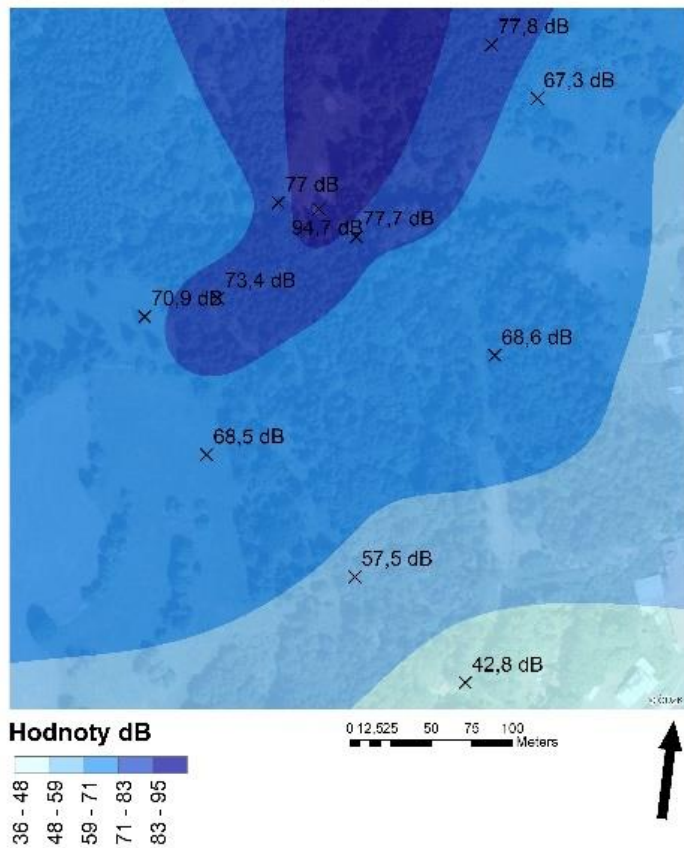 77,8 dB
67,3 dB
77 dB
94,7 dB
77,7 dB
73,4 dB
70,9 dB
68,6 dB
68,5 dB
57,5 dB
42,8 dB
© ČÚZK
Hodnoty dB
36 - 48
48 - 59
59 - 71
71 - 83
83 - 95
0 12,525 50 75 100
Meters